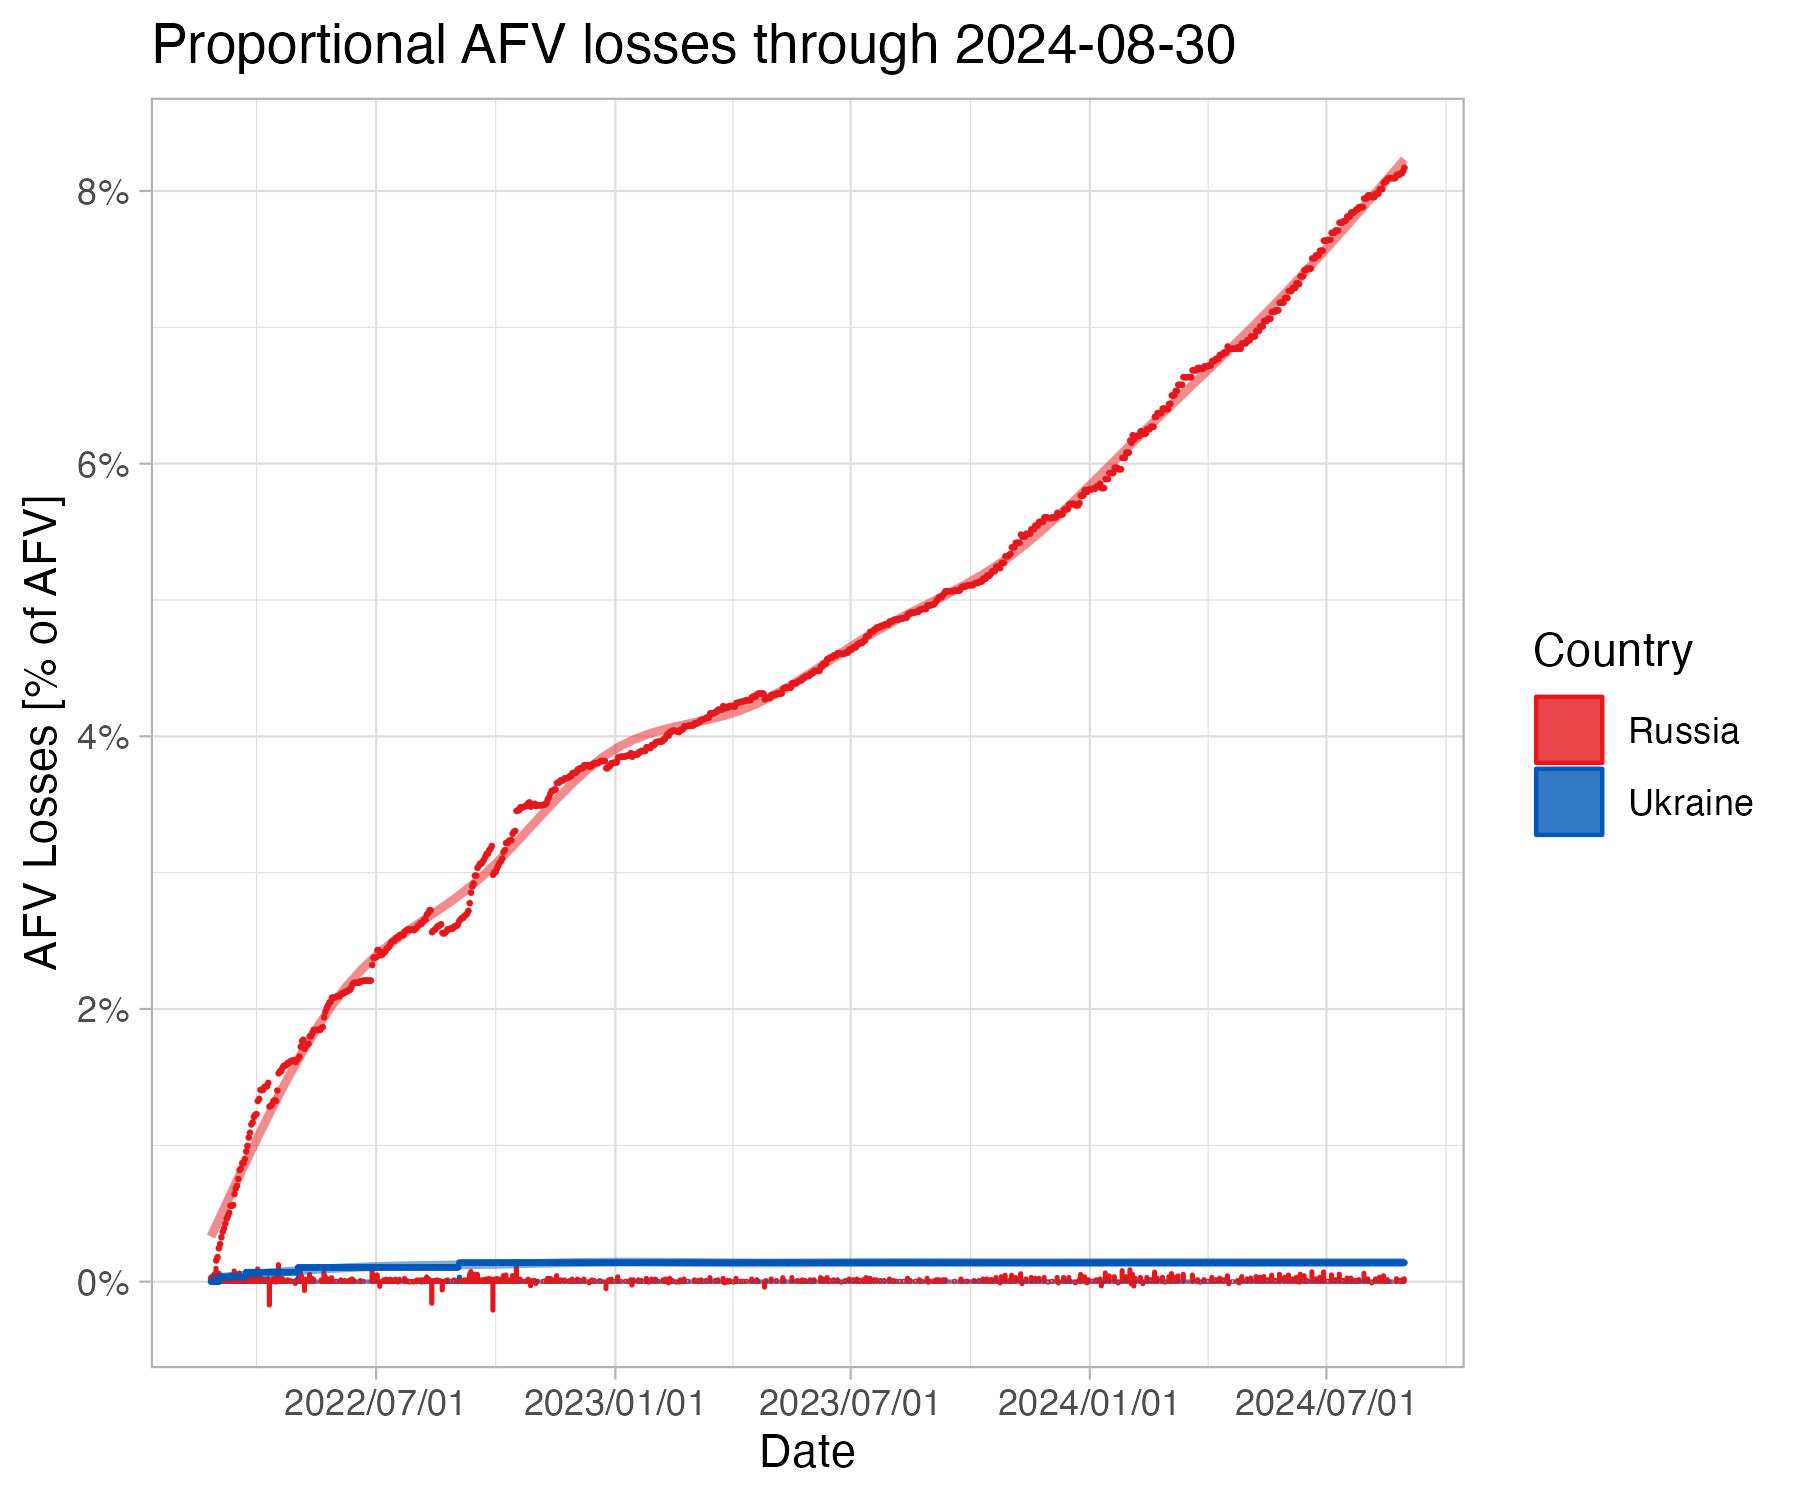 Proportional AFV losses through 2024-08-30
AFV Losses [% of AFV]
8%
6%
4%
2%
0%
2022/07/01
2023/01/01
2023/07/01
2024/01/01
2024/07/01
Date
Country
Russia
Ukraine